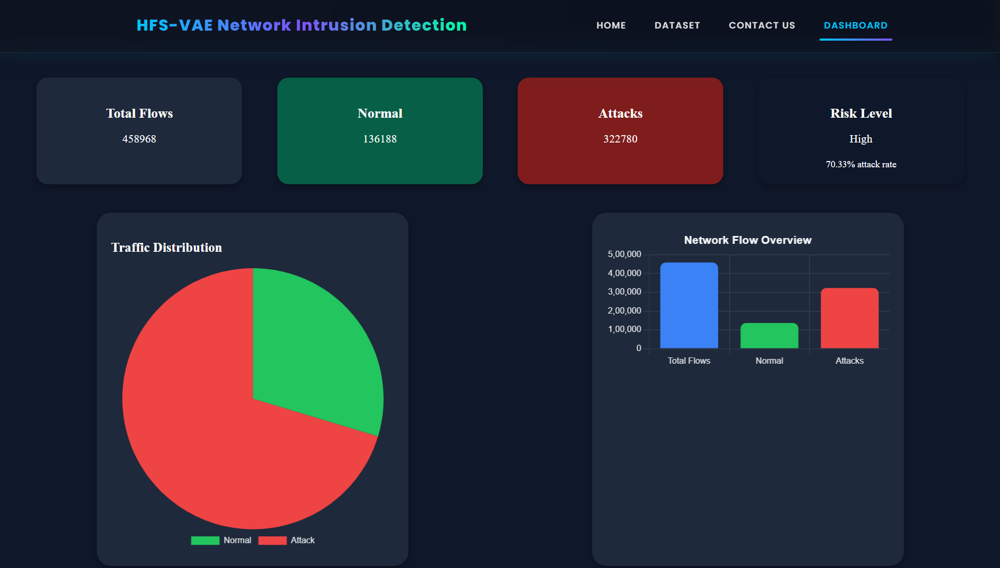 HFS-VAE Network Intrusion Detection
HOME
DATASET
CONTACT US
DASHBOARD
Total Flows
458968
Normal
136188
Attacks
322780
Risk Level
High
70.33% attack rate
Traffic Distribution
Normal
Attack
Network Flow Overview
5,00,000
4,00,000
3,00,000
2,00,000
1,00,000
0
Total Flows
Normal
Attacks